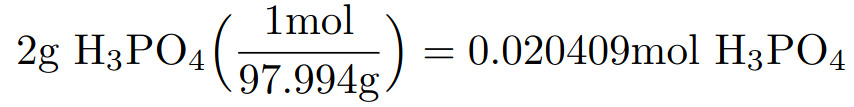 2g H₃PO₄(1mol/97.994g) = 0.020409mol H₃PO₄